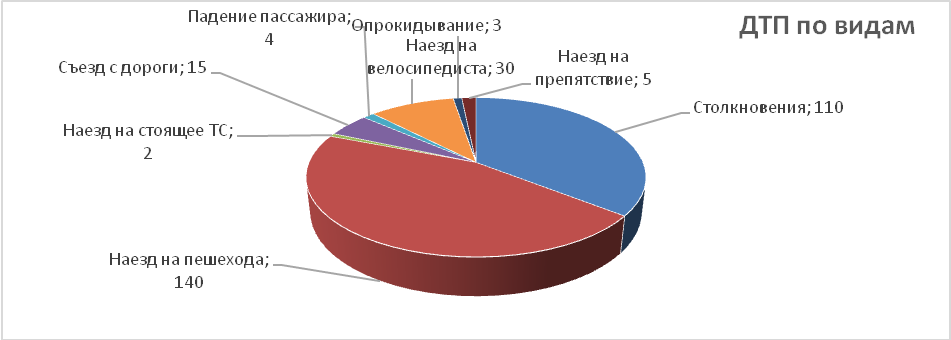 ДТП по видам
Падение пассажира;
4
Опрокидывание; 3
Наезд на
велосипедиста; 30
Наезд на
препятствие; 5
Съезд с дороги; 15
Столкновения; 110
Наезд на стоящее ТС;
2
Наезд на пешехода;
140